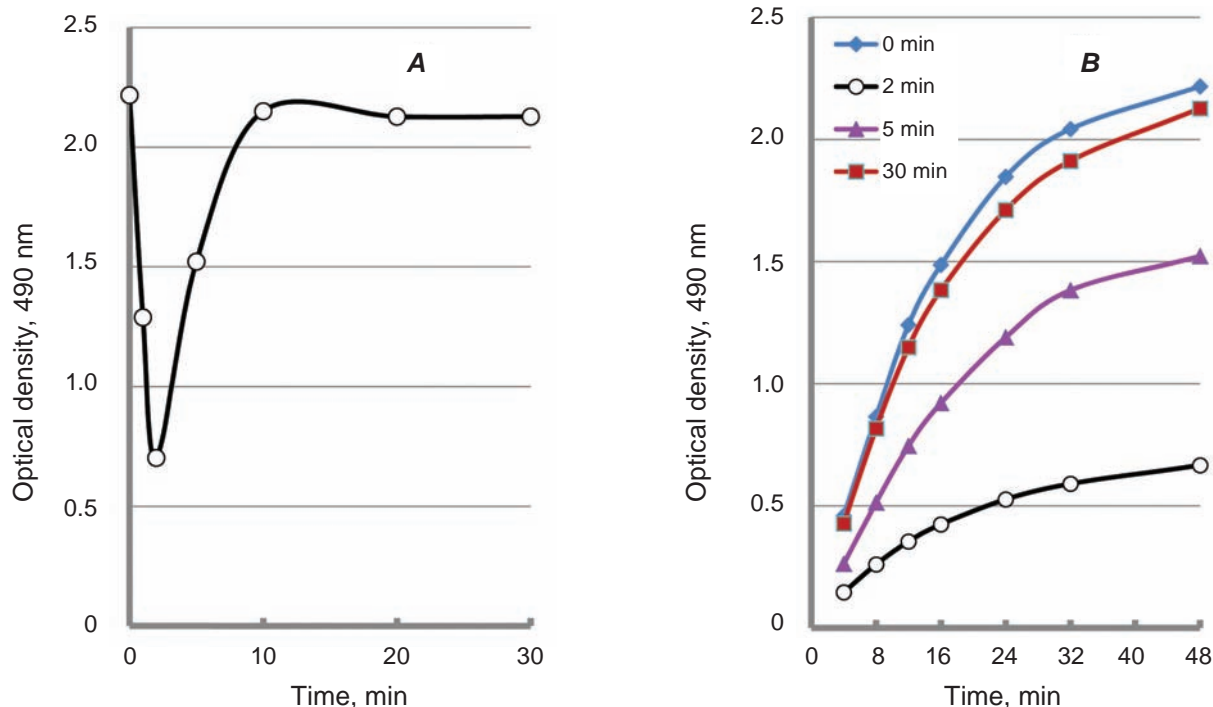 Optical density, 490 nm
2.5
2.0
1.5
1.0
0.5
0
A
0 10 20 30
Time, min
Optical density, 490 nm
2.5
2.0
1.5
1.0
0.5
0
0 min
2 min
5 min
30 min
B
0 8 16 24 32 40 48
Time, min